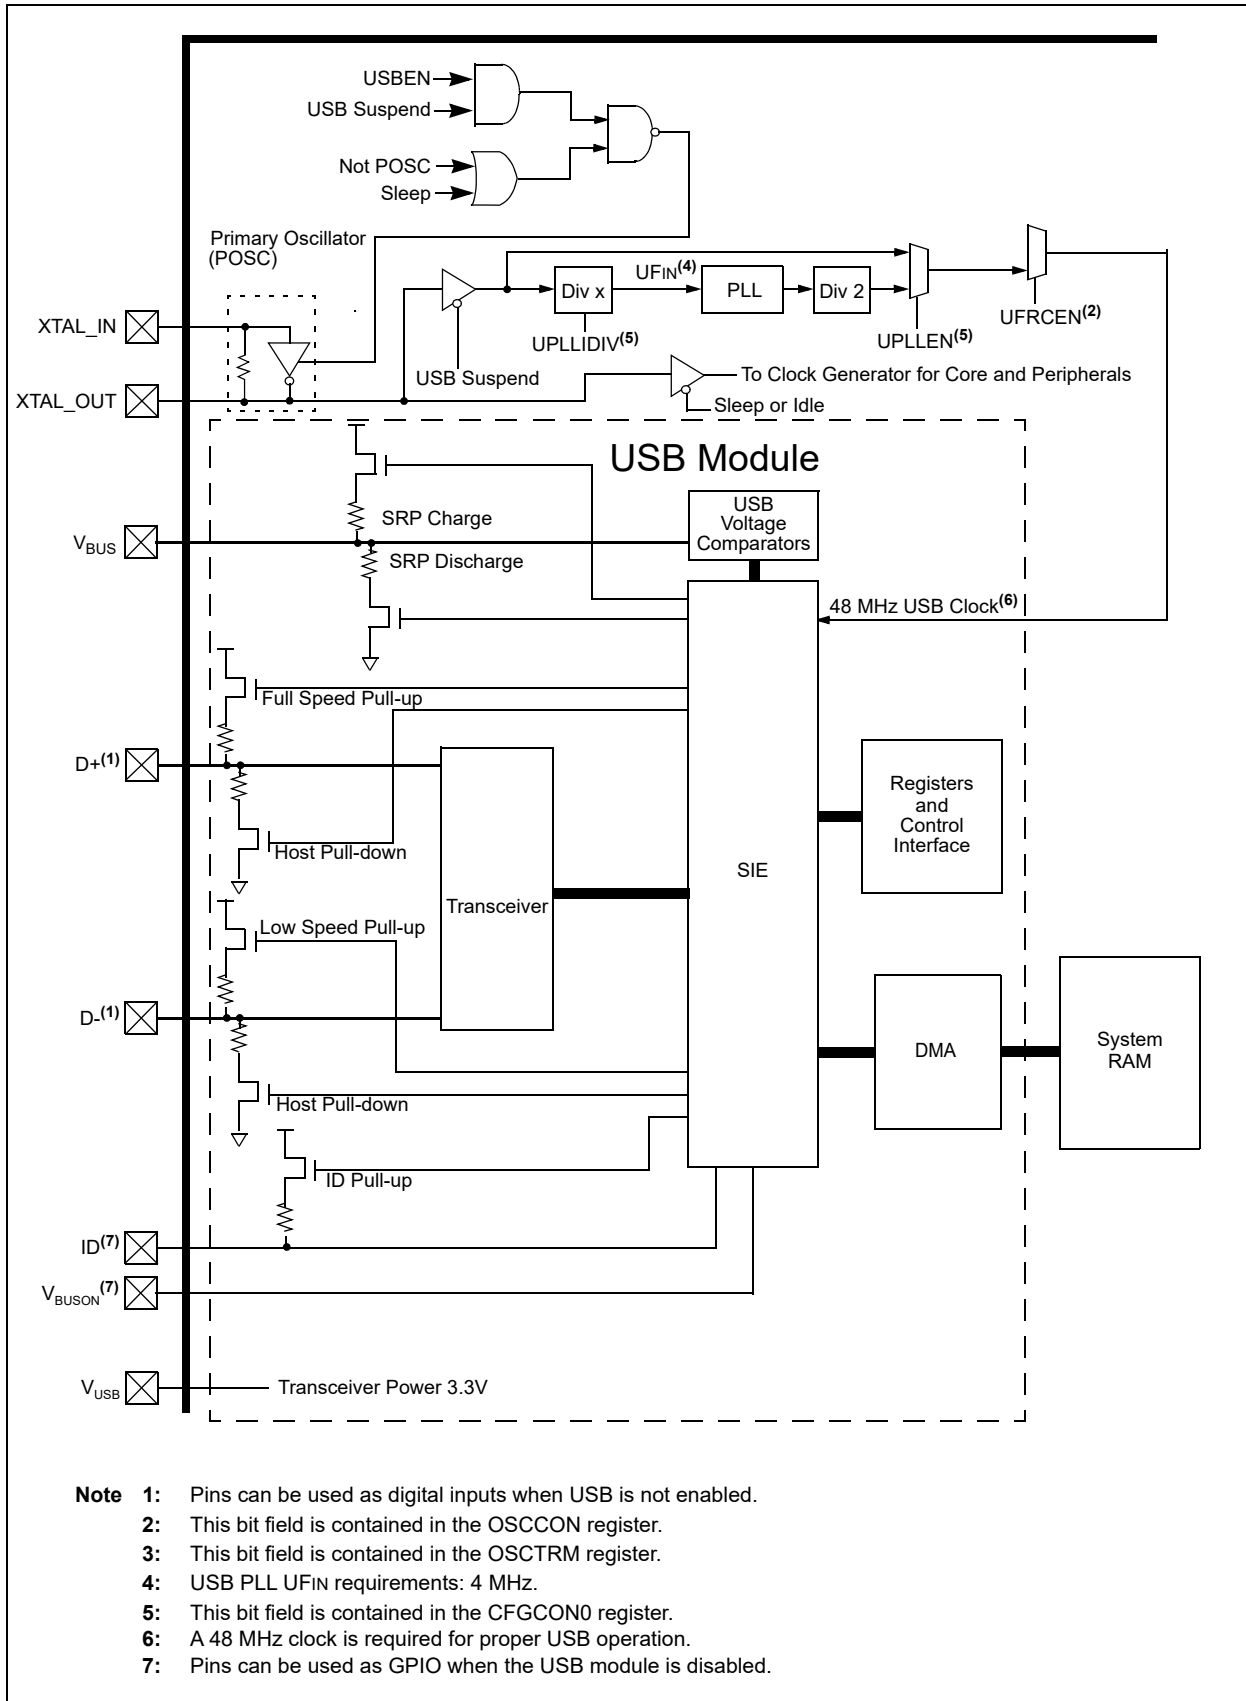 USBEN
USB Suspend
Not POSC
Sleep
Primary Oscillator
(POSC)
UFIN(4)
Div x
PLL
Div 2
UFRCEN(2)
XTAL_IN
UPLLIDIV(5)
UPLLEN(5)
USB Suspend
To Clock Generator for Core and Peripherals
XTAL_OUT
Sleep or Idle
USB Module
USB
Voltage
Comparators
SRP Charge
VBUS
SRP Discharge
48 MHz USB Clock(6)
Full Speed Pull-up
D+(1)
Registers
and
Control
Interface
Host Pull-down
SIE
Transceiver
Low Speed Pull-up
D-(1)
DMA
System
RAM
Host Pull-down
ID Pull-up
ID(7)
VBUSON(7)
VUSB
Transceiver Power 3.3V
Note 1: Pins can be used as digital inputs when USB is not enabled.
2: This bit field is contained in the OSCCON register.
3: This bit field is contained in the OSCTRM register.
4: USB PLL UFIN requirements: 4 MHz.
5: This bit field is contained in the CFGCON0 register.
6: A 48 MHz clock is required for proper USB operation.
7: Pins can be used as GPIO when the USB module is disabled.